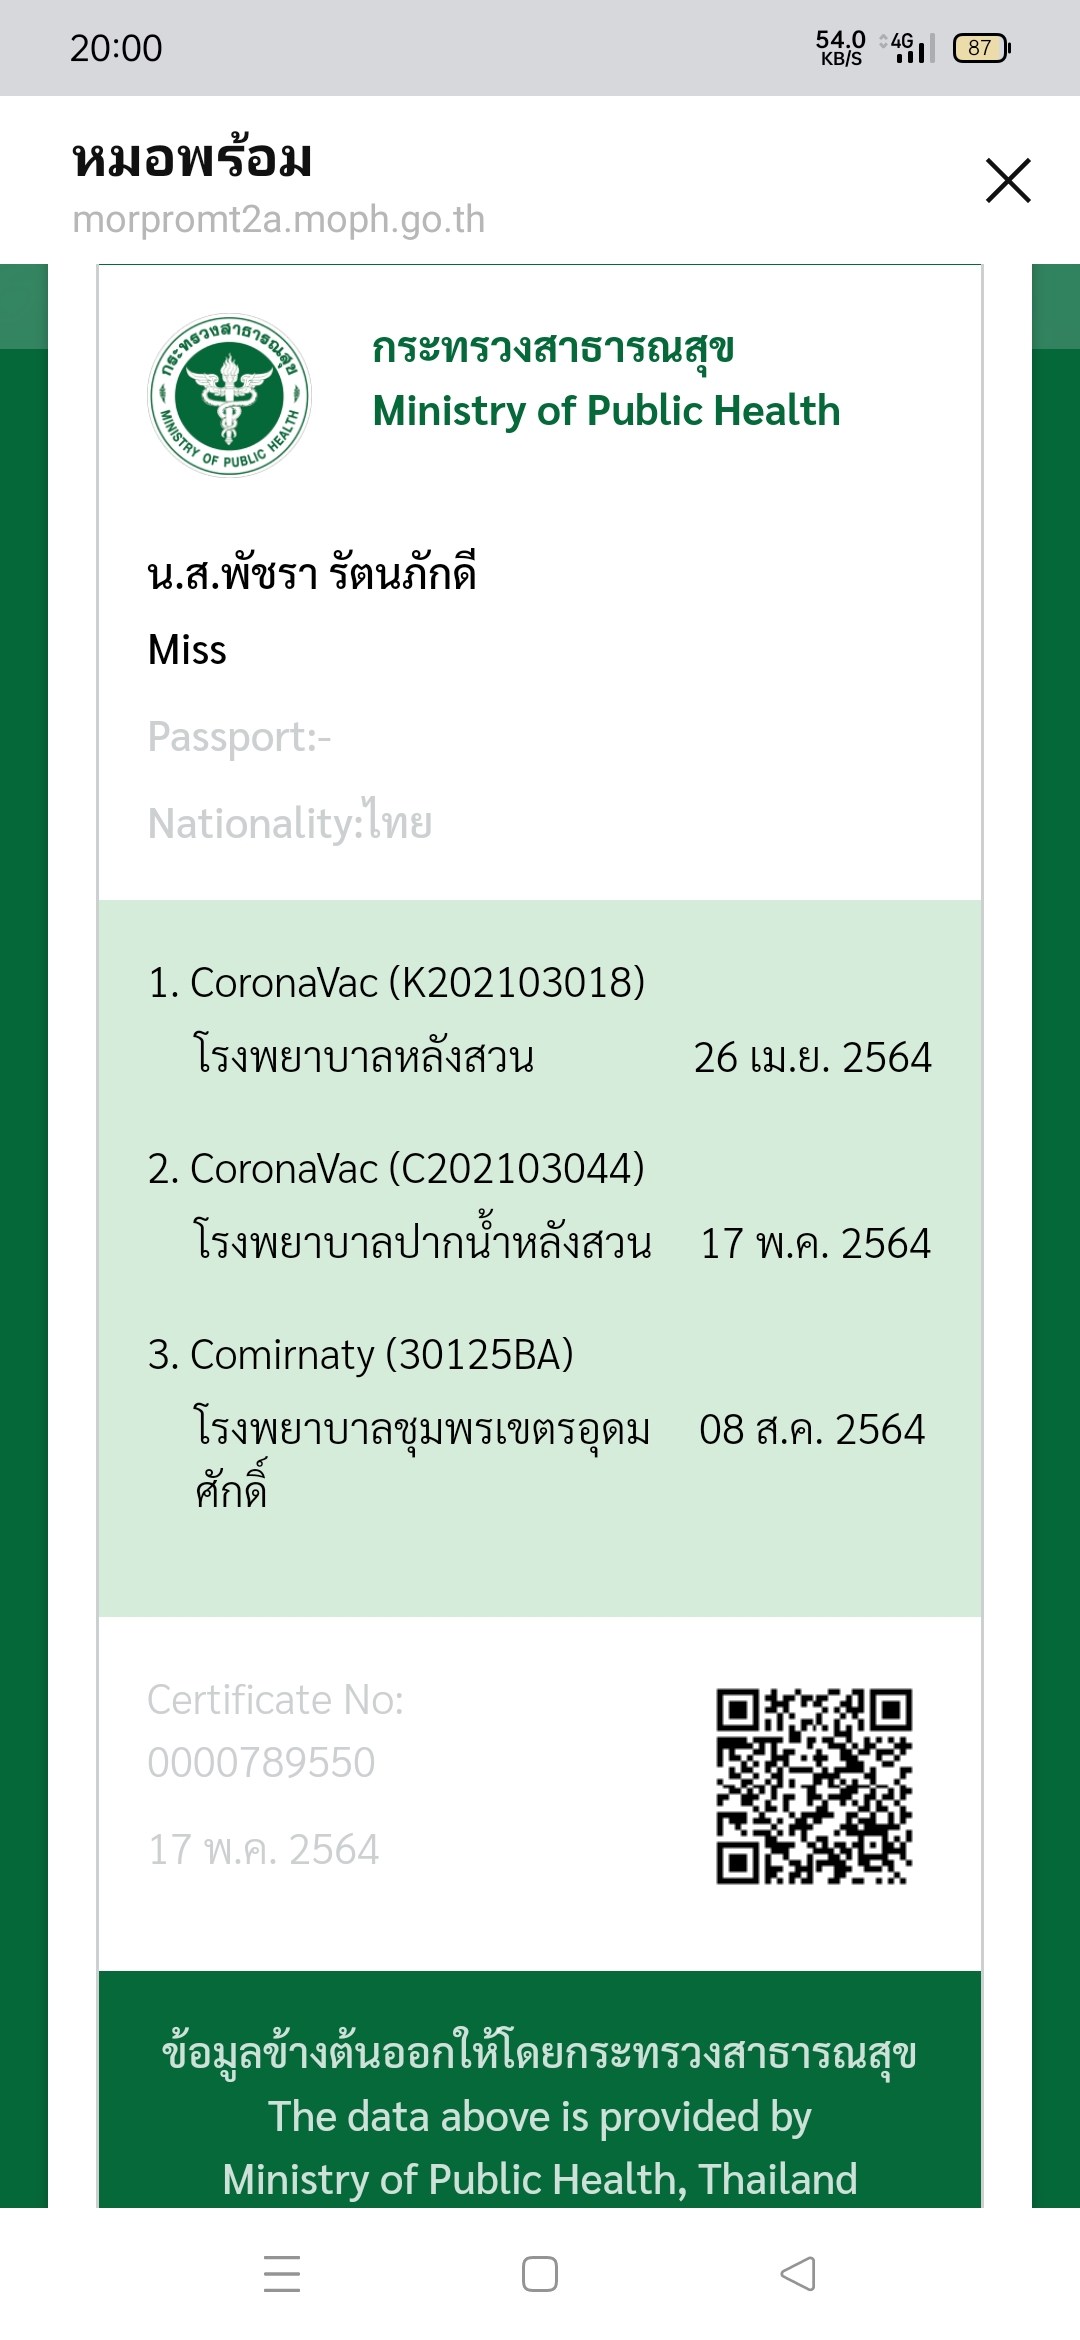 20:00
54.0
KB/S
4G
87
หมอพร้อม
morpromt2a.moph.go.th
กระทรวงสาธารณสุข
MINISTRY OF PUBLIC HEALTH
กระทรวงสาธารณสุข
Ministry of Public Health
น.ส.พัชรา รัตนภักดี
Miss
Passport:-
Nationality:ไทย
1. CoronaVac (K202103018)
โรงพยาบาลหลังสวน 26 เม.ย. 2564
2. CoronaVac (C202103044)
โรงพยาบาลปากน้ำหลังสวน 17 พ.ค. 2564
3. Comirnaty (30125BA)
โรงพยาบาลชุมพรเขตรอุดม 08 ส.ค. 2564
ศักดิ์
Certificate No:
0000789550
17 พ.ค. 2564
ข้อมูลข้างต้นออกให้โดยกระทรวงสาธารณสุข
The data above is provided by
Ministry of Public Health, Thailand